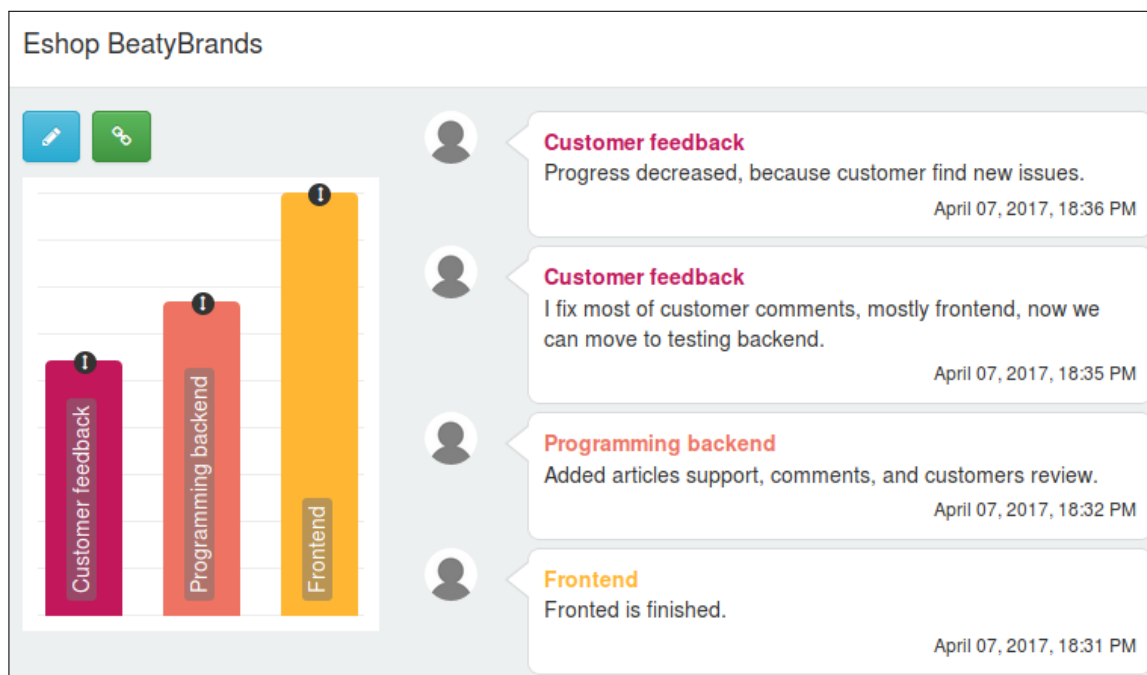 Eshop BeatyBrands
Customer feedback
Programming backend
Frontend
Customer feedback
Progress decreased, because customer find new issues.
April 07, 2017, 18:36 PM
Customer feedback
I fix most of customer comments, mostly frontend, now we
can move to testing backend.
April 07, 2017, 18:35 PM
Programming backend
Added articles support, comments, and customers review.
April 07, 2017, 18:32 PM
Frontend
Fronted is finished.
April 07, 2017, 18:31 PM